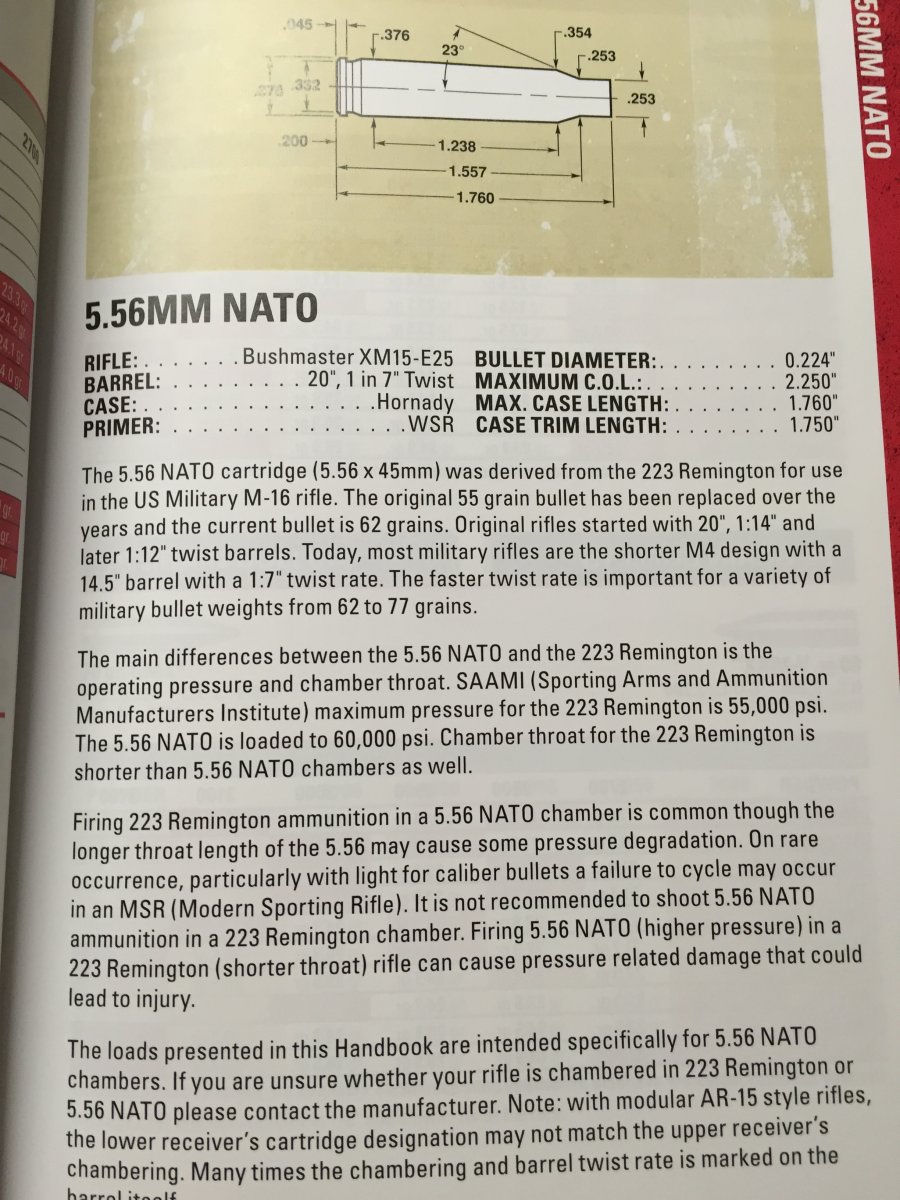 .045
.376
.354
23°
.253
.332
.253
.200
1.238
1.557
1.760
56MM NATO
2700
23.3 gr.
24.2 gr.
24.1 gr.
4.0 gr.
gr.
gr.
gr.
5.56MM NATO
RIFLE: . . . . . . . Bushmaster XM15-E25 BULLET DIAMETER: . . . . . . . . . 0.224"
BARREL: . . . . . . . . . . 20", 1 in 7" Twist MAXIMUM C.O.L.: . . . . . . . . . . 2.250"
CASE: . . . . . . . . . . . . . . . . .Hornady MAX. CASE LENGTH: . . . . . . . . 1.760"
PRIMER: . . . . . . . . . . . . . . . . .WSR CASE TRIM LENGTH: . . . . . . . . 1.750"
The 5.56 NATO cartridge (5.56 x 45mm) was derived from the 223 Remington for use
in the US Military M-16 rifle. The original 55 grain bullet has been replaced over the
years and the current bullet is 62 grains. Original rifles started with 20", 1:14" and
later 1:12" twist barrels. Today, most military rifles are the shorter M4 design with a
14.5" barrel with a 1:7" twist rate. The faster twist rate is important for a variety of
military bullet weights from 62 to 77 grains.
The main differences between the 5.56 NATO and the 223 Remington is the
operating pressure and chamber throat. SAAMI (Sporting Arms and Ammunition
Manufacturers Institute) maximum pressure for the 223 Remington is 55,000 psi.
The 5.56 NATO is loaded to 60,000 psi. Chamber throat for the 223 Remington is
shorter than 5.56 NATO chambers as well.
Firing 223 Remington ammunition in a 5.56 NATO chamber is common though the
longer throat length of the 5.56 may cause some pressure degradation. On rare
occurrence, particularly with light for caliber bullets a failure to cycle may occur
in an MSR (Modern Sporting Rifle). It is not recommended to shoot 5.56 NATO
ammunition in a 223 Remington chamber. Firing 5.56 NATO (higher pressure) in a
223 Remington (shorter throat) rifle can cause pressure related damage that could
lead to injury.
The loads presented in this Handbook are intended specifically for 5.56 NATO
chambers. If you are unsure whether your rifle is chambered in 223 Remington or
5.56 NATO please contact the manufacturer. Note: with modular AR-15 style rifles,
the lower receiver's cartridge designation may not match the upper receiver's
chambering. Many times the chambering and barrel twist rate is marked on the
barrel itself